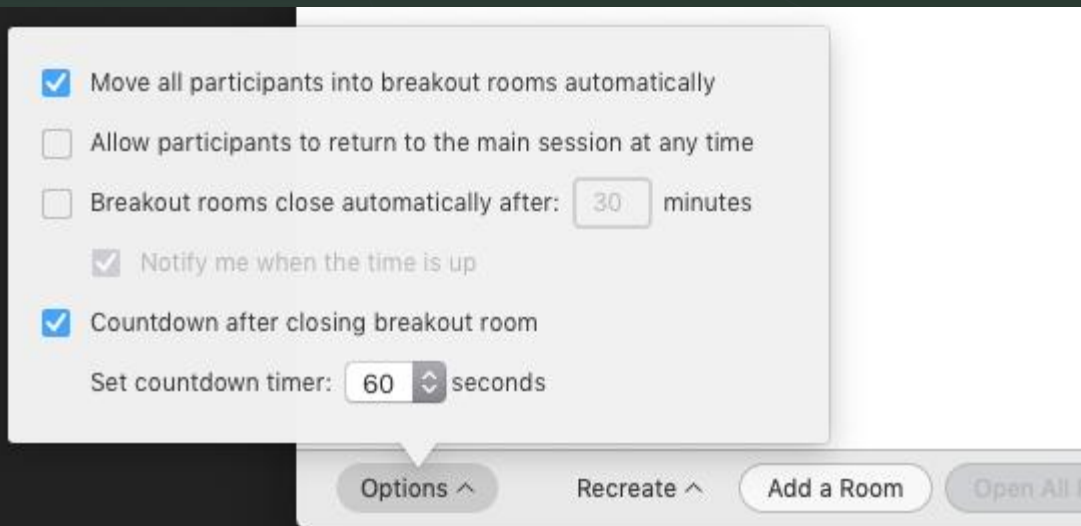 Move all participants into breakout rooms automatically
Allow participants to return to the main session at any time
Breakout rooms close automatically after: 30 minutes
Notify me when the time is up
Countdown after closing breakout room
Set countdown timer: 60 seconds
Options Recreate Add a Room Open All